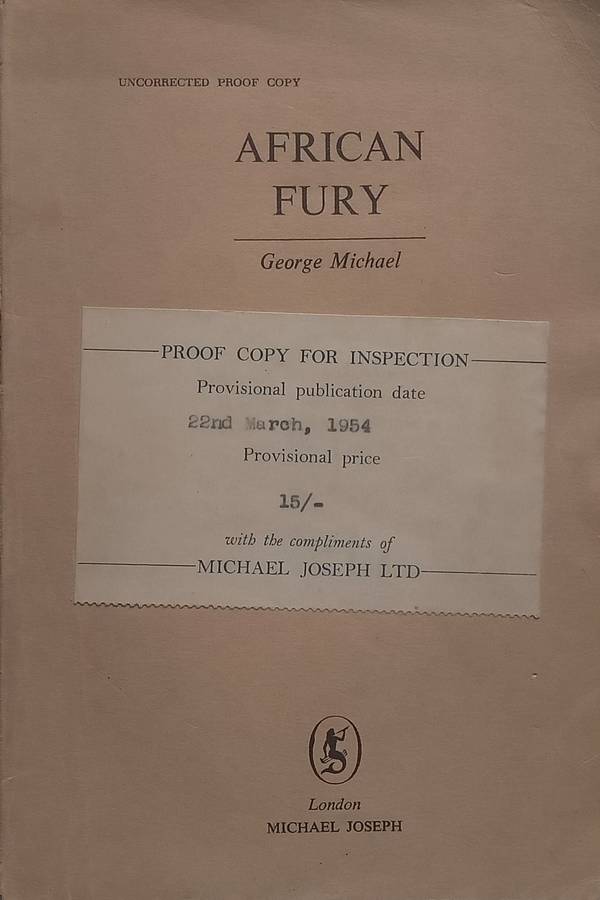 UNCORRECTED PROOF COPY
AFRICAN
FURY
George Michael
PROOF COPY FOR INSPECTION
Provisional publication date
22nd March, 1954
Provisional price
15/-
with the compliments of
MICHAEL JOSEPH LTD
London
MICHAEL JOSEPH